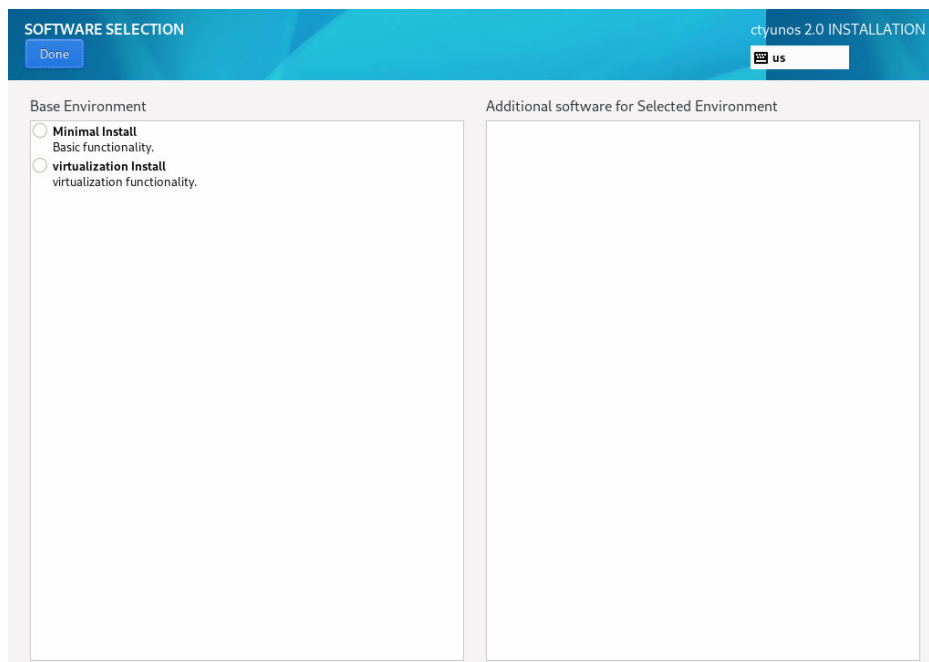 SOFTWARE SELECTION
Done
ctyunos 2.0 INSTALLATION
us
Base Environment
Minimal Install
Basic functionality.
virtualization Install
virtualization functionality.
Additional software for Selected Environment